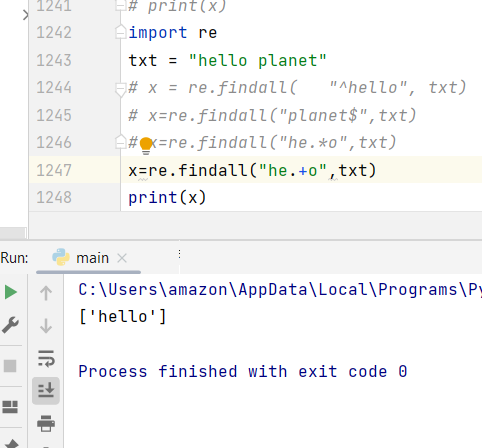 1241 # print(x)
1242 import re
1243 txt = "hello planet"
1244 # x = re.findall(   "^hello", txt)
1245 # x=re.findall("planet$",txt)
1246 # x=re.findall("he.*o",txt)
1247 x=re.findall("he.+o",txt)
1248 print(x)
Run: main
C:\Users\amazon\AppData\Local\Programs\Py
['hello']
Process finished with exit code 0